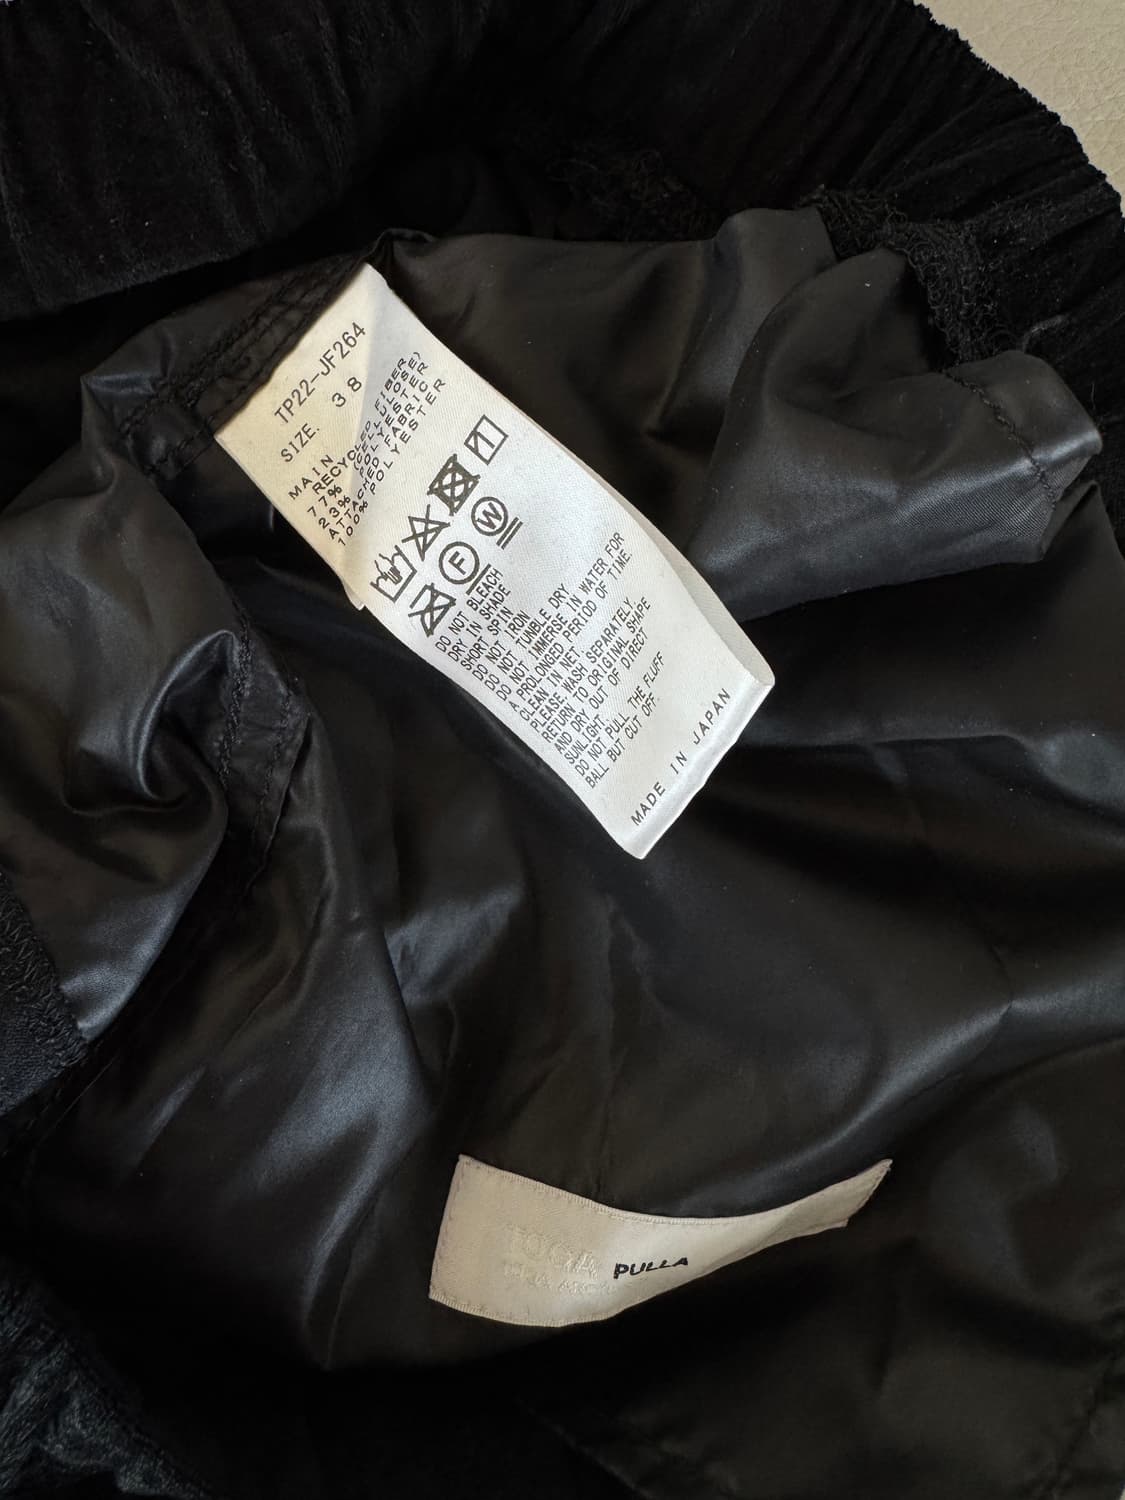 TP22-JF264
SIZE. 38
MAIN
RECYCLED FIBER
77% (CELLULOSE)
23% POLYESTER
ATTACHED FABRIC
100% POLYESTER
1
F
W
DO NOT BLEACH
DRY IN SHADE
SHORT SPIN
DO NOT IRON
DO NOT TUMBLE DRY
DO NOT IMMERSE IN WATER FOR
A PROLONGED PERIOD OF TIME.
CLEAN IN NET
PLEASE WASH SEPARATELY
RETURN TO ORIGINAL SHAPE
AND DRY OUT OF DIRECT
SUNLIGHT.
DO NOT PULL THE FLUFF
BALL BUT CUT OFF.
MADE IN JAPAN
TOGA PULLA